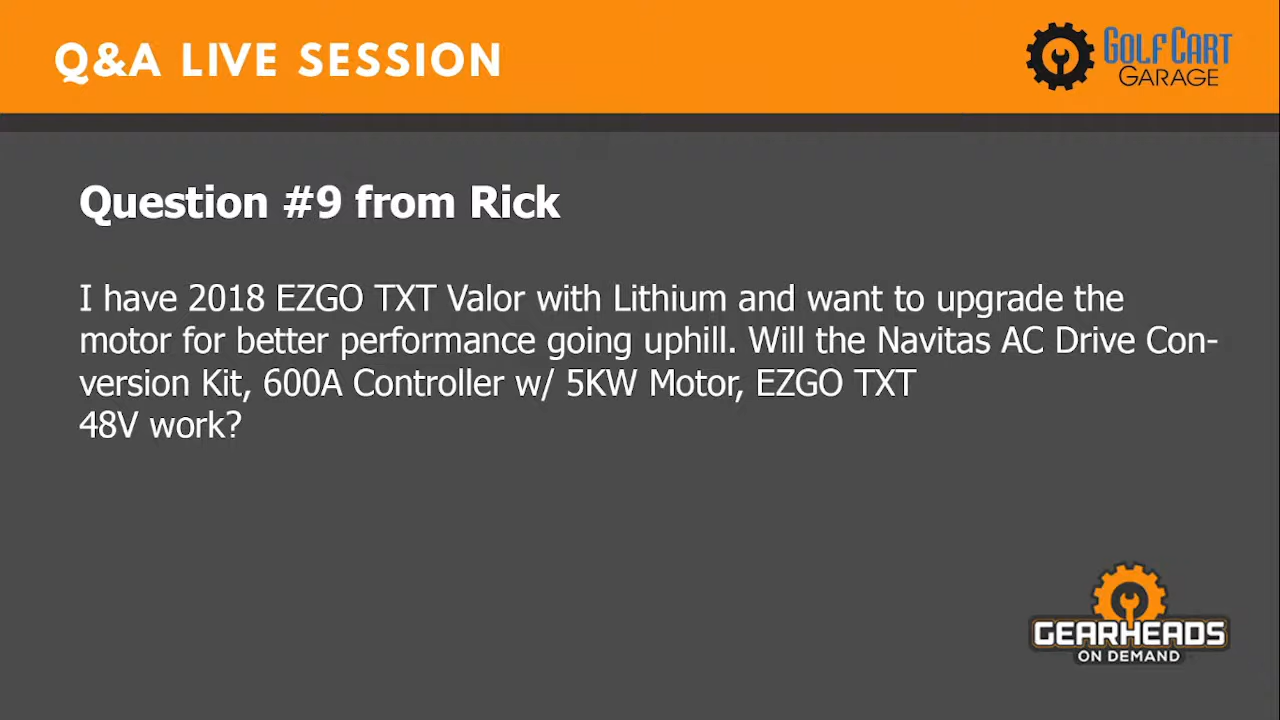 Q&A LIVE SESSION
GOLF CART
GARAGE
Question #9 from Rick
I have 2018 EZGO TXT Valor with Lithium and want to upgrade the
motor for better performance going uphill. Will the Navitas AC Drive Con-
version Kit, 600A Controller w/ 5KW Motor, EZGO TXT
48V work?
GEARHEADS
ON DEMAND